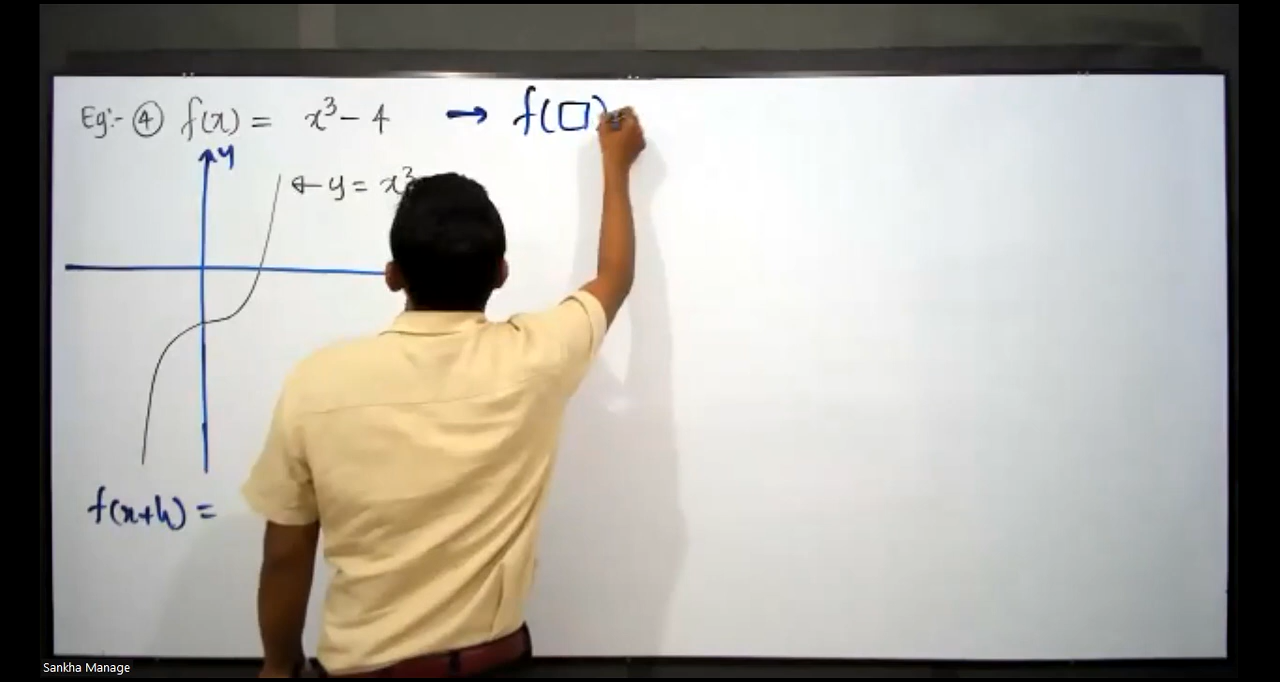 Eg:- ④ f(x) = x³ - 4 → f(□) =
y
← y = x³
f(x+h) =
Sankha Manage